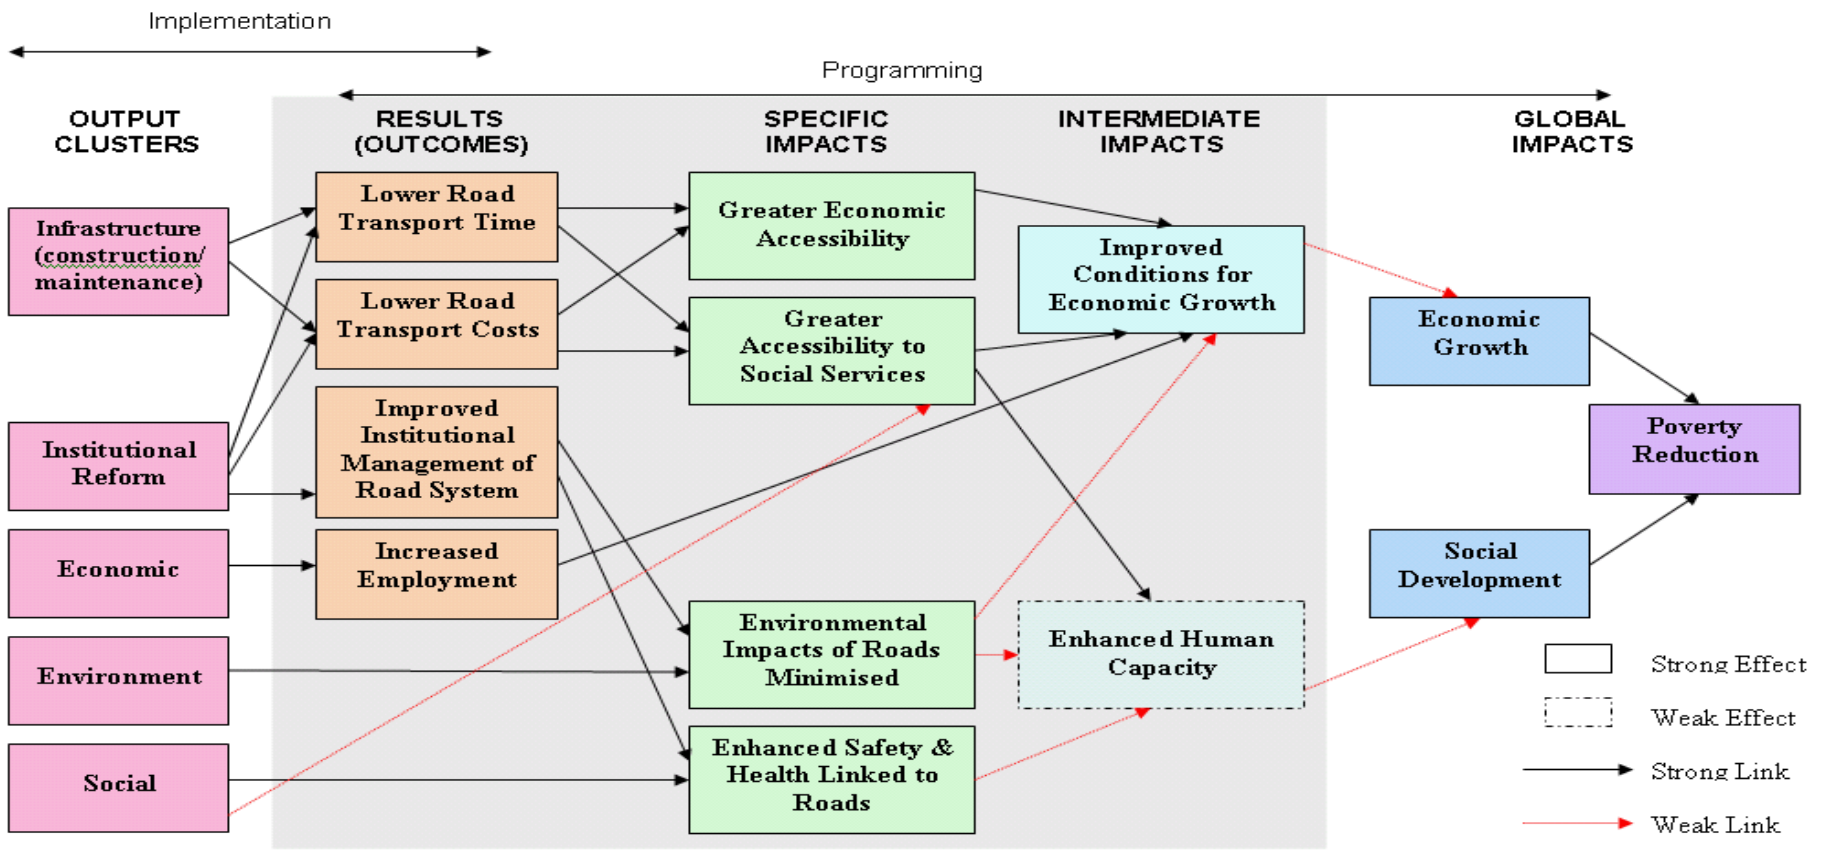 Implementation
Programming
OUTPUT
CLUSTERS
RESULTS
(OUTCOMES)
SPECIFIC
IMPACTS
INTERMEDIATE
IMPACTS
GLOBAL
IMPACTS
Infrastructure
(construction/
maintenance)
Institutional
Reform
Economic
Environment
Social
Lower Road
Transport Time
Lower Road
Transport Costs
Improved
Institutional
Management of
Road System
Increased
Employment
Greater Economic
Accessibility
Greater
Accessibility to
Social Services
Environmental
Impacts of Roads
Minimised
Enhanced Safety &
Health Linked to
Roads
Improved
Conditions for
Economic Growth
Enhanced Human
Capacity
Economic
Growth
Poverty
Reduction
Social
Development
Strong Effect
Weak Effect
Strong Link
Weak Link